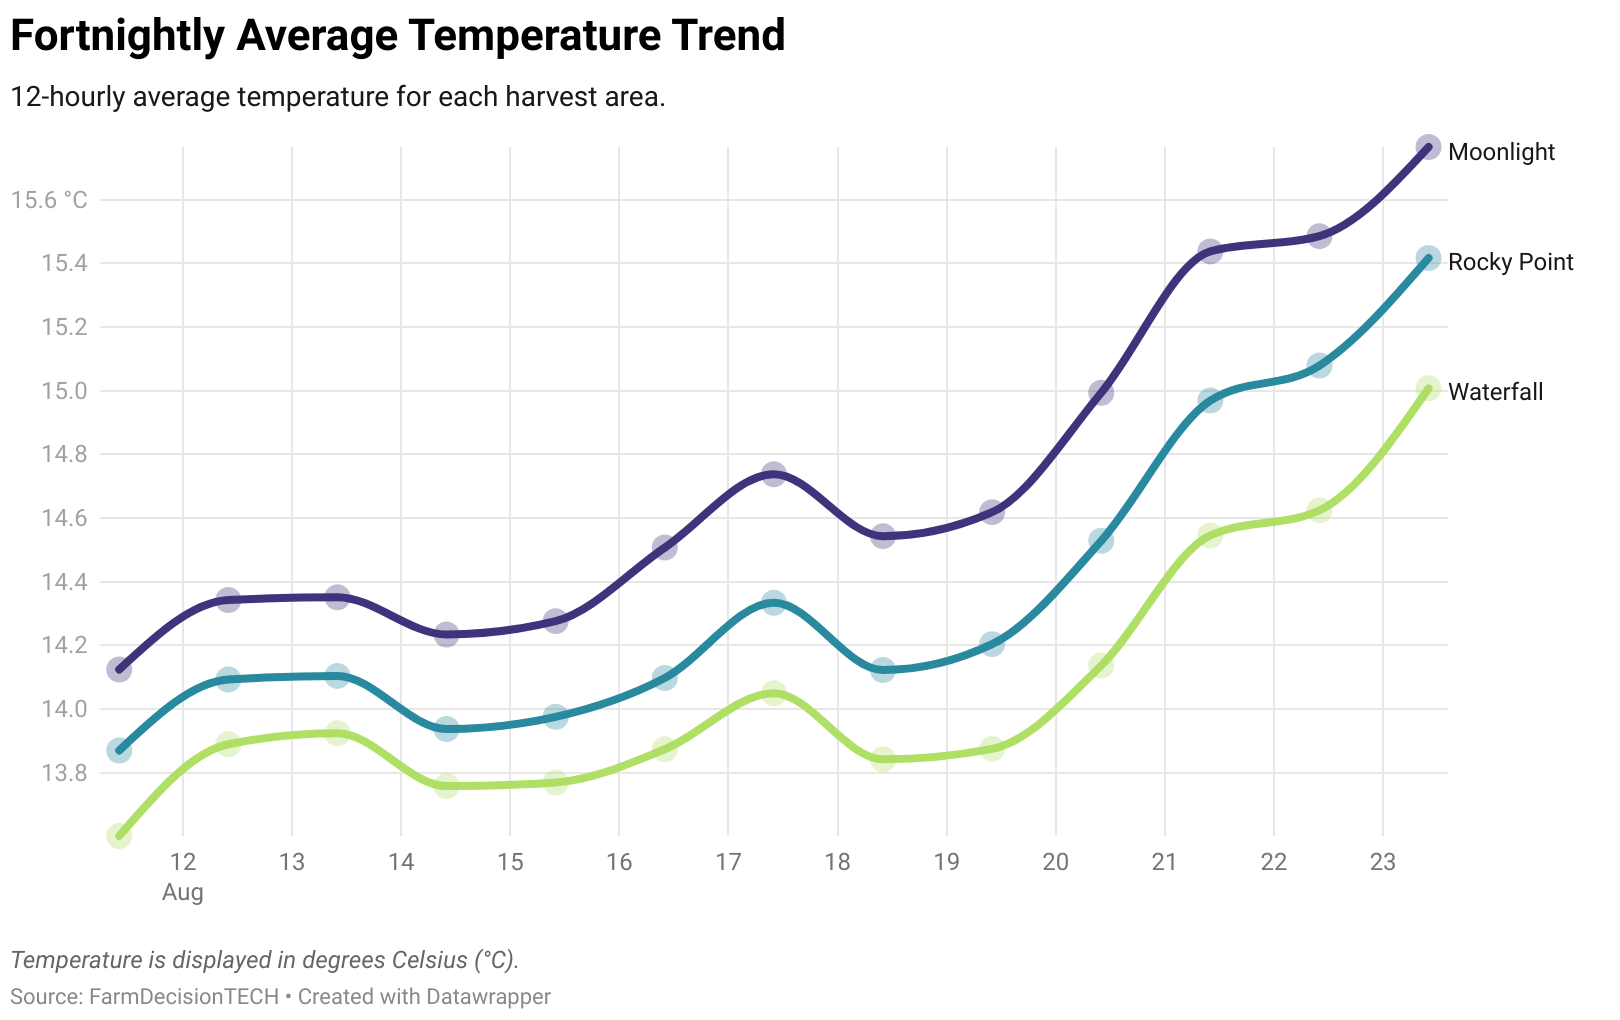 Fortnightly Average Temperature Trend
12-hourly average temperature for each harvest area.
Moonlight
15.6 °C
15.4
Rocky Point
15.2
15.0
Waterfall
14.8
14.6
14.4
14.2
14.0
13.8
12 13 14 15 16 17 18 19 20 21 22 23
Aug
Temperature is displayed in degrees Celsius (°C).
Source: FarmDecisionTECH • Created with Datawrapper